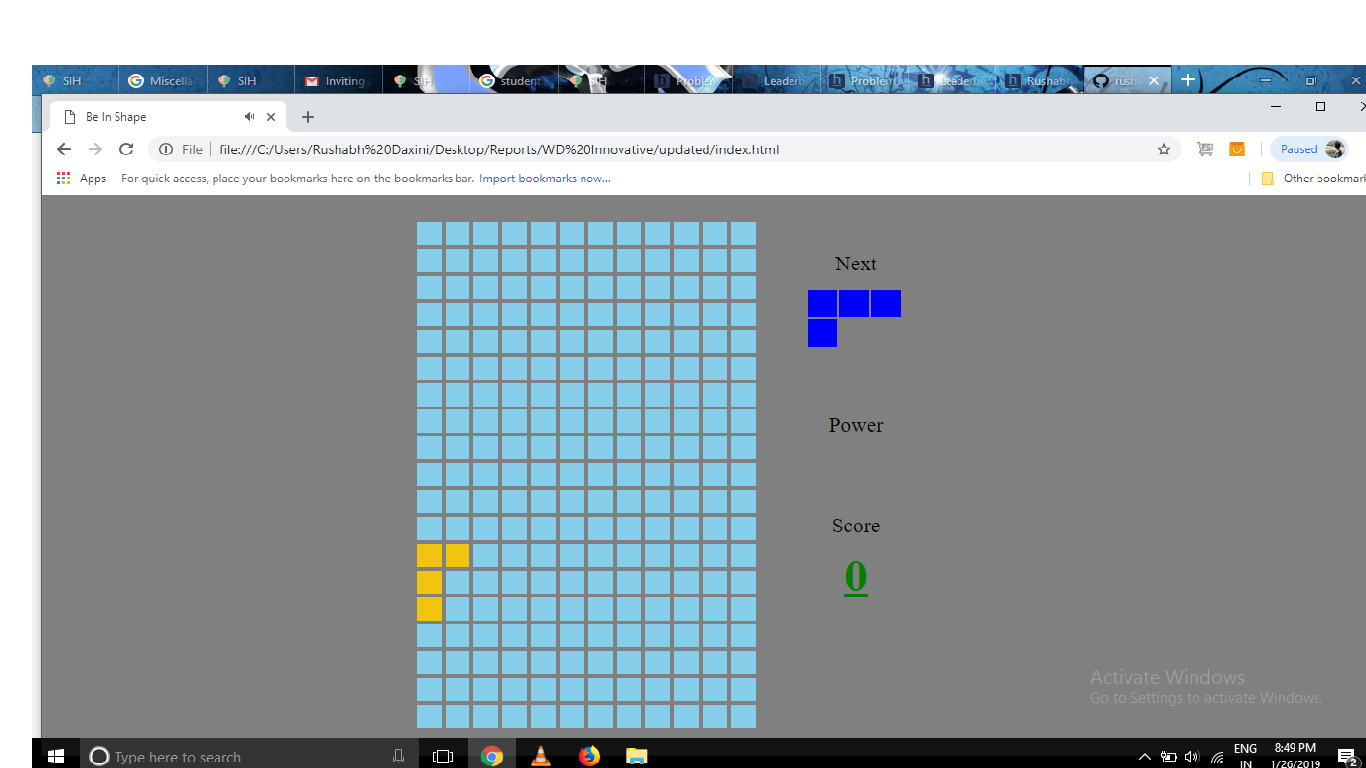 SIH Miscella SIH Inviting SIH student SIH Proble Leaderb Problem Leaderb Rushab rusha
Be In Shape
File file:///C:/Users/Rushabh%20Daxini/Desktop/Reports/WD%20Innovative/updated/index.html Paused
Apps For quick access, place your bookmarks here on the bookmarks bar. Import bookmarks now... Other bookmark
Next
Power
Score
0
Activate Windows
Go to Settings to activate Windows.
Type here to search
ENG
IN
8:49 PM
1/26/2019
2